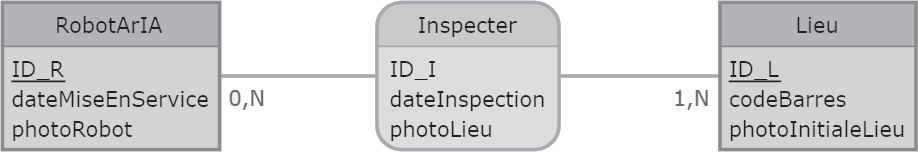 RobotArIA
ID_R
dateMiseEnService
photoRobot
0,N
Inspecter
ID_I
dateInspection
photoLieu
1,N
Lieu
ID_L
codeBarres
photoInitialeLieu